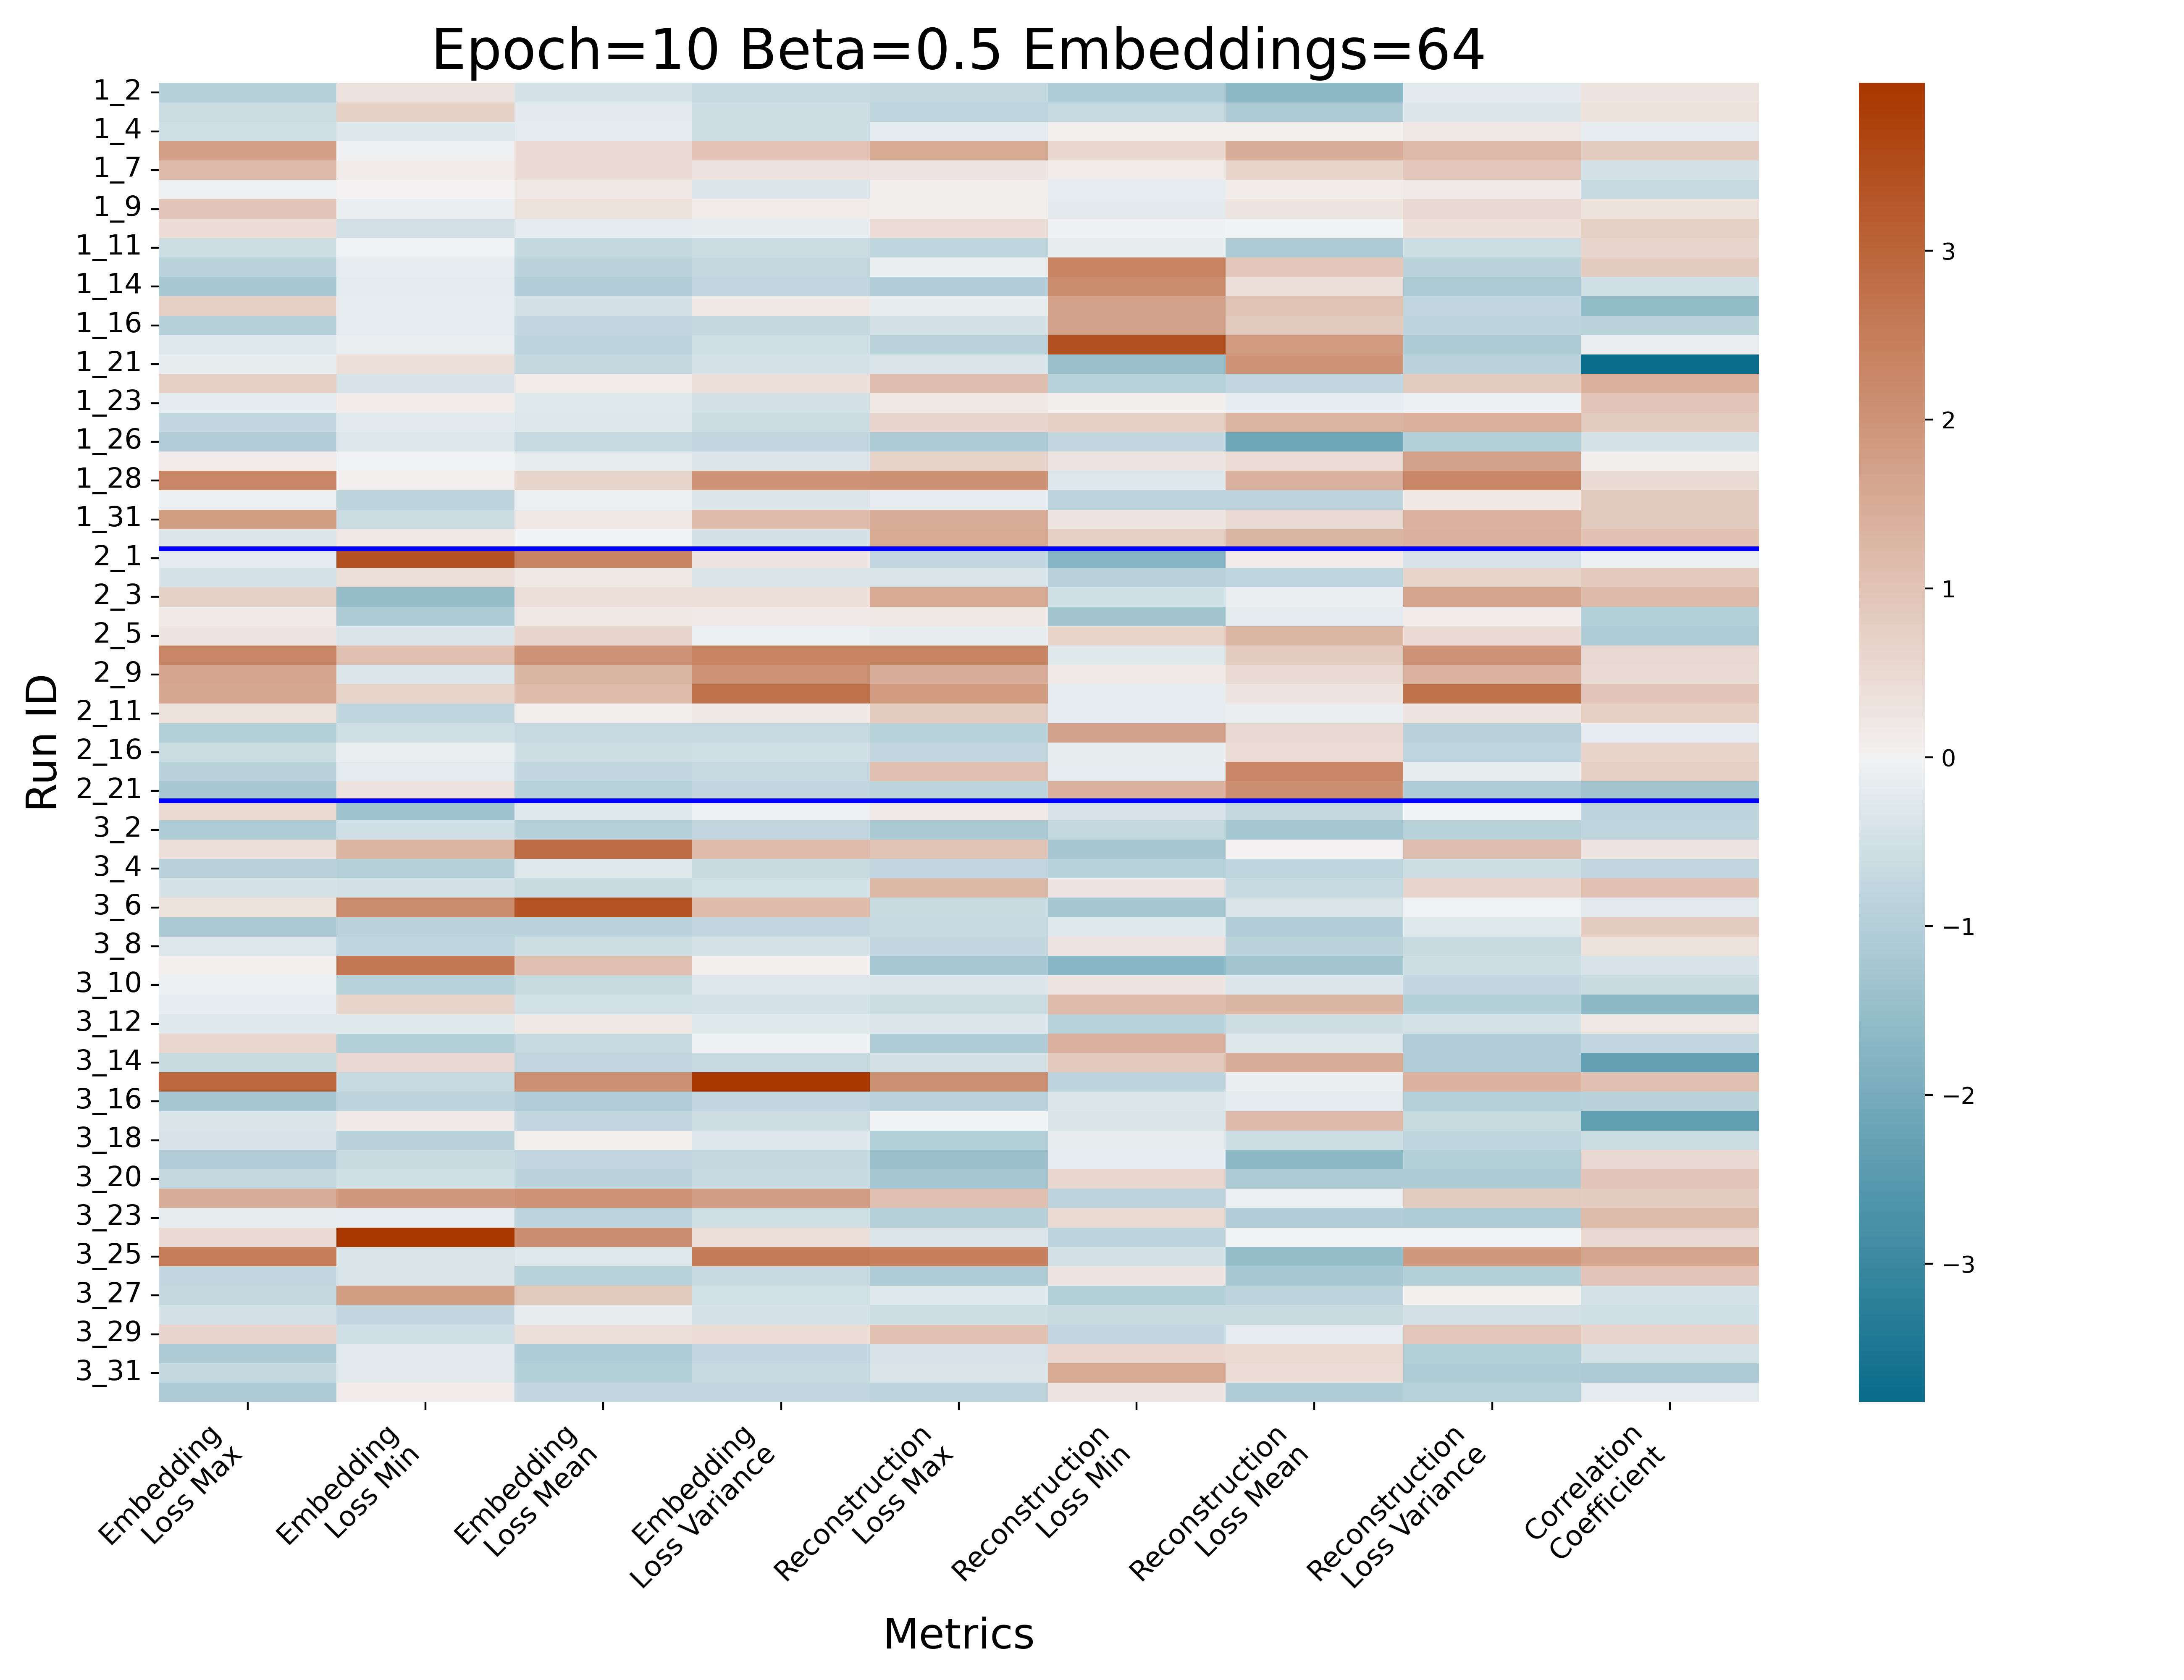 Epoch=10 Beta=0.5 Embeddings=64
Run ID
1_2
1_4
1_7
1_9
1_11
1_14
1_16
1_21
1_23
1_26
1_28
1_31
2_1
2_3
2_5
2_9
2_11
2_16
2_21
3_2
3_4
3_6
3_8
3_10
3_12
3_14
3_16
3_18
3_20
3_23
3_25
3_27
3_29
3_31
Embedding
Loss Max
Embedding
Loss Min
Embedding
Loss Mean
Embedding
Loss Variance
Reconstruction
Loss Max
Reconstruction
Loss Min
Reconstruction
Loss Mean
Reconstruction
Loss Variance
Correlation
Coefficient
Metrics
3
2
1
0
−1
−2
−3